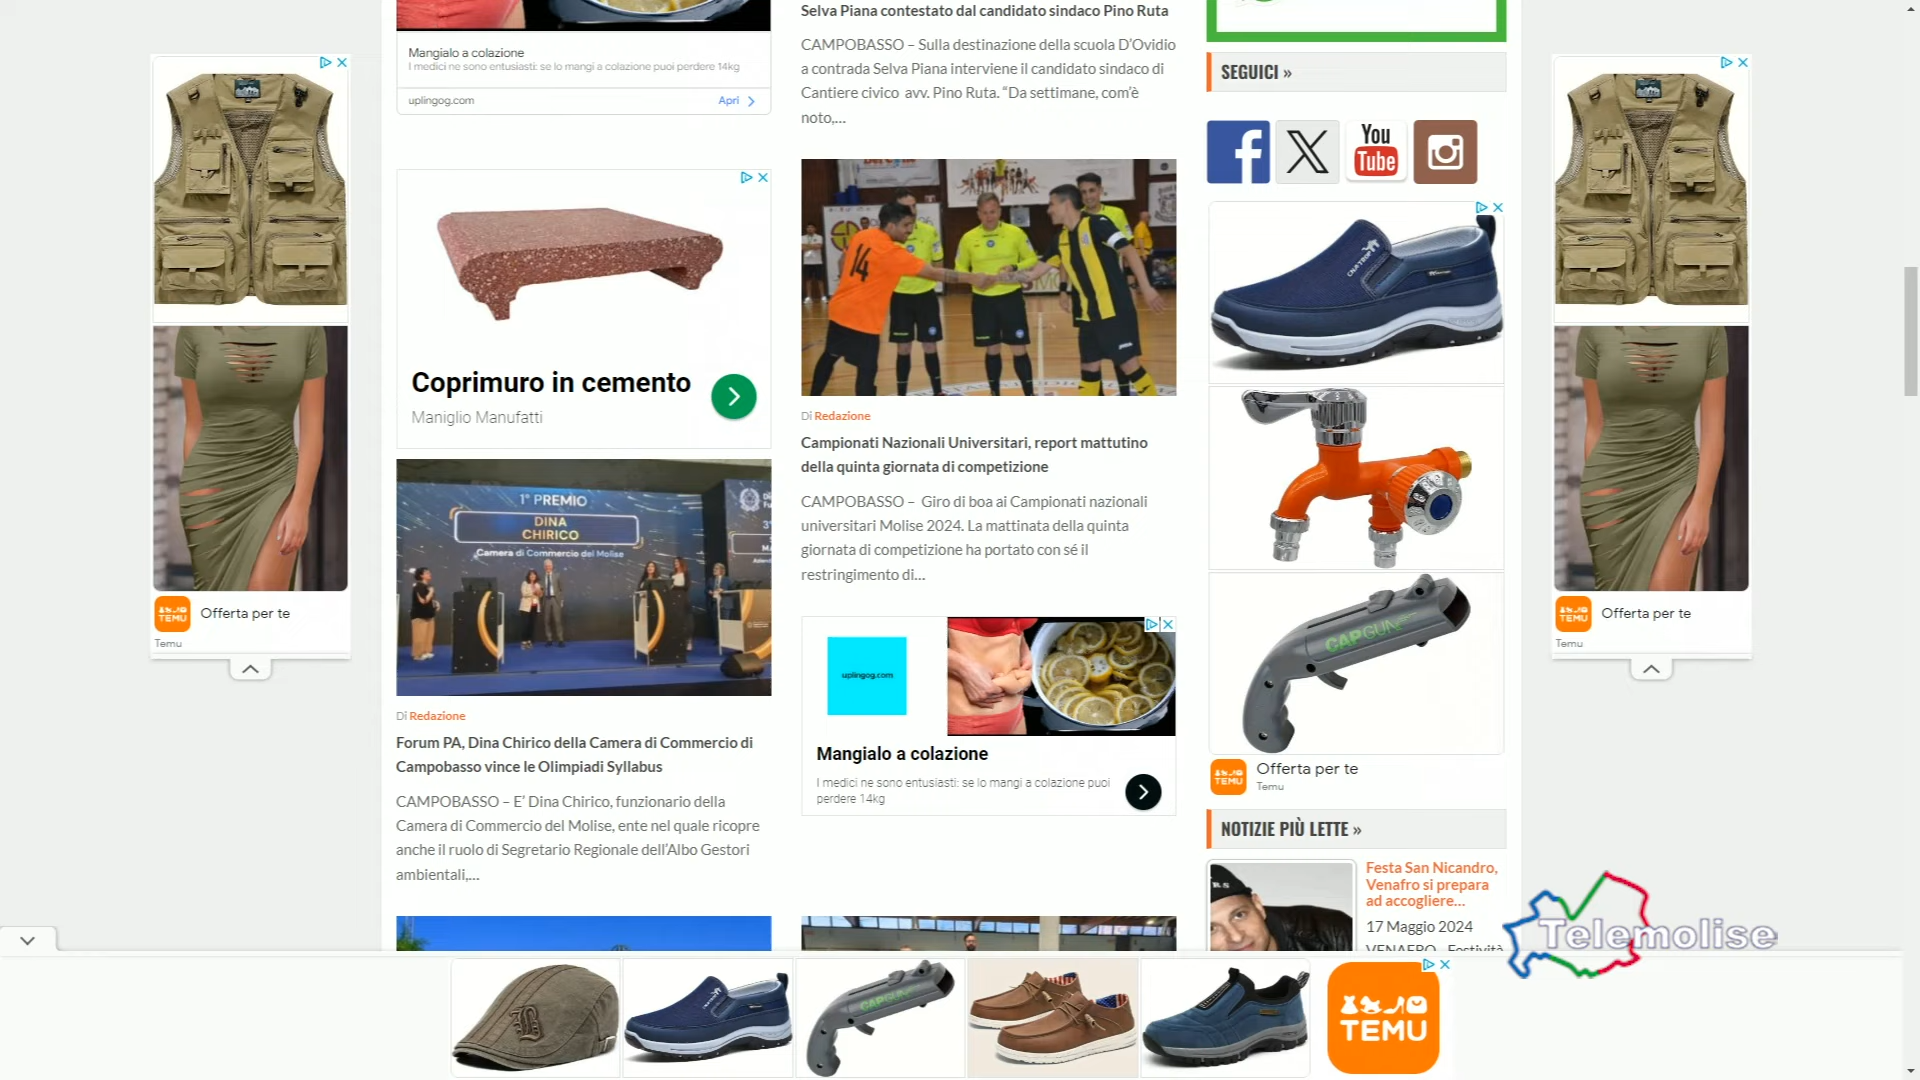 Mangialo a colazione
I medici ne sono entusiasti: se lo mangi a colazione puoi perdere 14kg
uplingog.com
Apri
Coprimuro in cemento
Maniglio Manufatti
1° PREMIO
DINA
CHIRICO
Camera di Commercio del Molise
Di Redazione
Forum PA, Dina Chirico della Camera di Commercio di
Campobasso vince le Olimpiadi Syllabus
CAMPOBASSO – E’ Dina Chirico, funzionario della
Camera di Commercio del Molise, ente nel quale ricopre
anche il ruolo di Segretario Regionale dell’Albo Gestori
ambientali,...
Selva Piana contestato dal candidato sindaco Pino Ruta
CAMPOBASSO – Sulla destinazione della scuola D’Ovidio
a contrada Selva Piana interviene il candidato sindaco di
Cantiere civico avv. Pino Ruta. “Da settimane, com’è
noto,...
14
Di Redazione
Campionati Nazionali Universitari, report mattutino
della quinta giornata di competizione
CAMPOBASSO – Giro di boa ai Campionati nazionali
universitari Molise 2024. La mattinata della quinta
giornata di competizione ha portato con sé il
restringimento di...
uplingog.com
Mangialo a colazione
I medici ne sono entusiasti: se lo mangi a colazione puoi
perdere 14kg
SEGUICI »
You
Tube
CAPGUN
TEMU
Offerta per te
Temu
NOTIZIE PIÙ LETTE »
Festa San Nicandro,
Venafro si prepara
ad accogliere...
17 Maggio 2024
VENAFRO - Festività
TEMU
Offerta per te
Temu
TEMU
Offerta per te
Temu
B
CAPGUN
TEMU
Telemolise